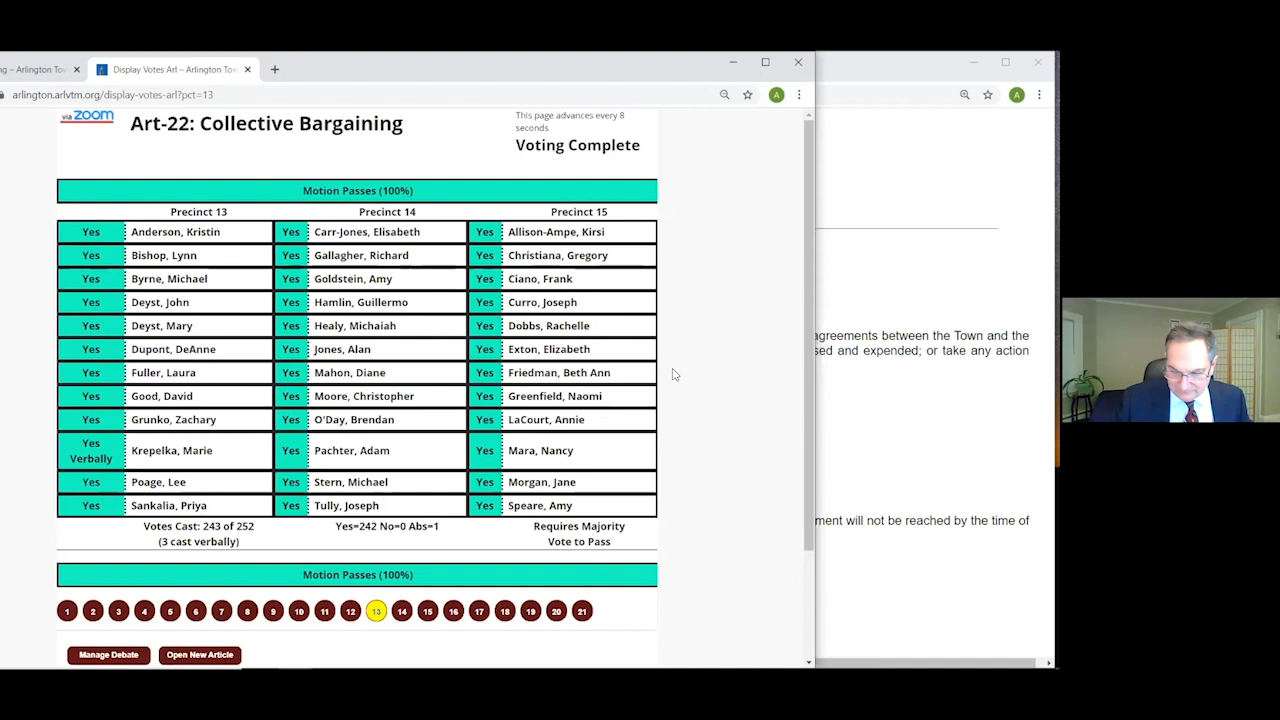 ng – Arlington Tow
Display Votes Arl – Arlington Tow
arlington.arlvtm.org/display-votes-arl?pct=13
A
A
via zoom
Art-22: Collective Bargaining
This page advances every 8
seconds
Voting Complete
Motion Passes (100%)
Precinct 13 Precinct 14 Precinct 15
Yes Anderson, Kristin Yes Carr-Jones, Elisabeth Yes Allison-Ampe, Kirsi
Yes Bishop, Lynn Yes Gallagher, Richard Yes Christiana, Gregory
Yes Byrne, Michael Yes Goldstein, Amy Yes Ciano, Frank
Yes Deyst, John Yes Hamlin, Guillermo Yes Curro, Joseph
Yes Deyst, Mary Yes Healy, Michaiah Yes Dobbs, Rachelle
Yes Dupont, DeAnne Yes Jones, Alan Yes Exton, Elizabeth
Yes Fuller, Laura Yes Mahon, Diane Yes Friedman, Beth Ann
Yes Good, David Yes Moore, Christopher Yes Greenfield, Naomi
Yes Grunko, Zachary Yes O'Day, Brendan Yes LaCourt, Annie
Yes Verbally Krepelka, Marie Yes Pachter, Adam Yes Mara, Nancy
Yes Poage, Lee Yes Stern, Michael Yes Morgan, Jane
Yes Sankalia, Priya Yes Tully, Joseph Yes Speare, Amy
Votes Cast: 243 of 252 Yes=242 No=0 Abs=1 Requires Majority
(3 cast verbally) Vote to Pass
Motion Passes (100%)
1 2 3 4 5 6 7 8 9 10 11 12 13 14 15 16 17 18 19 20 21
Manage Debate Open New Article
agreements between the Town and the
sed and expended; or take any action
ment will not be reached by the time of